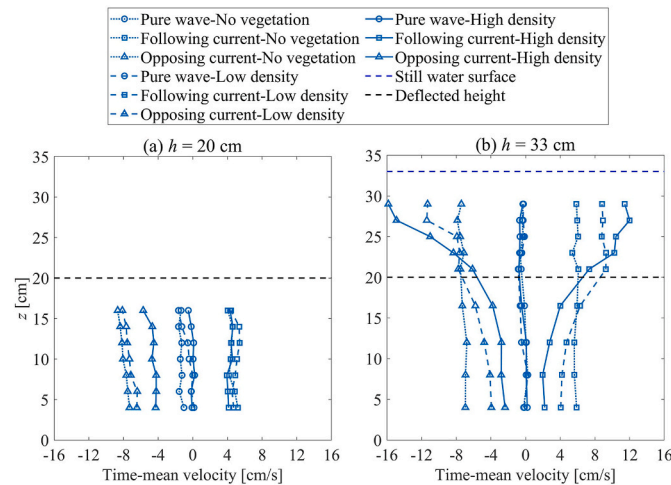 Pure wave-No vegetation
Following current-No vegetation
Opposing current-No vegetation
Pure wave-Low density
Following current-Low density
Opposing current-Low density
Pure wave-High density
Following current-High density
Opposing current-High density
Still water surface
Deflected height
(a) h = 20 cm
35
30
25
20
15
10
5
0
z [cm]
-16 -12 -8 -4 0 4 8 12 16
Time-mean velocity [cm/s]
(b) h = 33 cm
35
30
25
20
15
10
5
0
-16 -12 -8 -4 0 4 8 12 16
Time-mean velocity [cm/s]